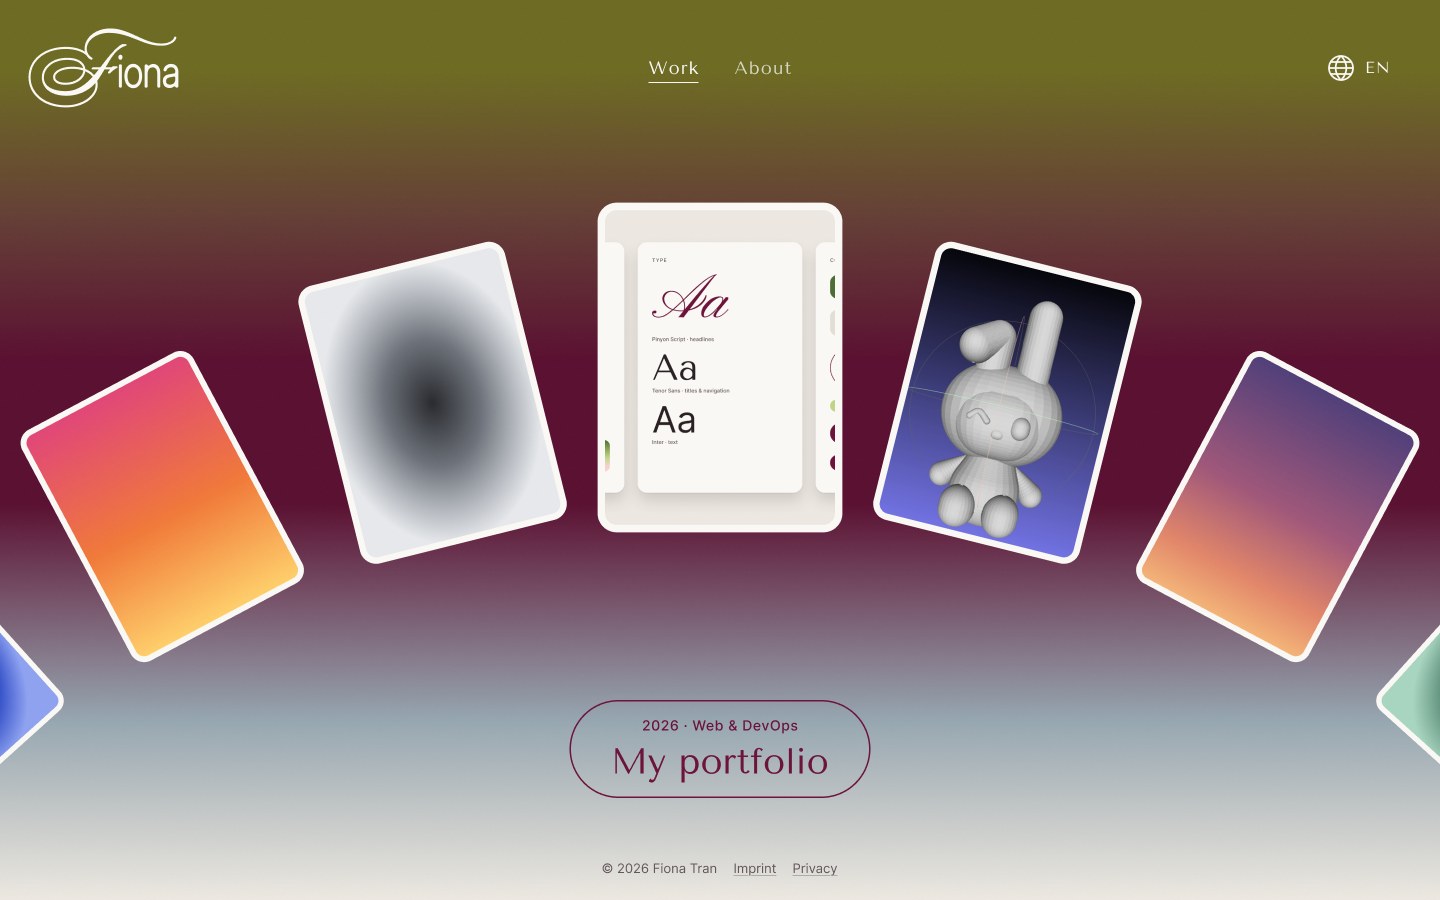 Fiona
Work
About
EN
TYPE
Aa
Pinyon Script · headlines
Aa
Tenor Sans · titles & navigation
Aa
Inter · text
2026 · Web & DevOps
My portfolio
© 2026 Fiona Tran
Imprint
Privacy